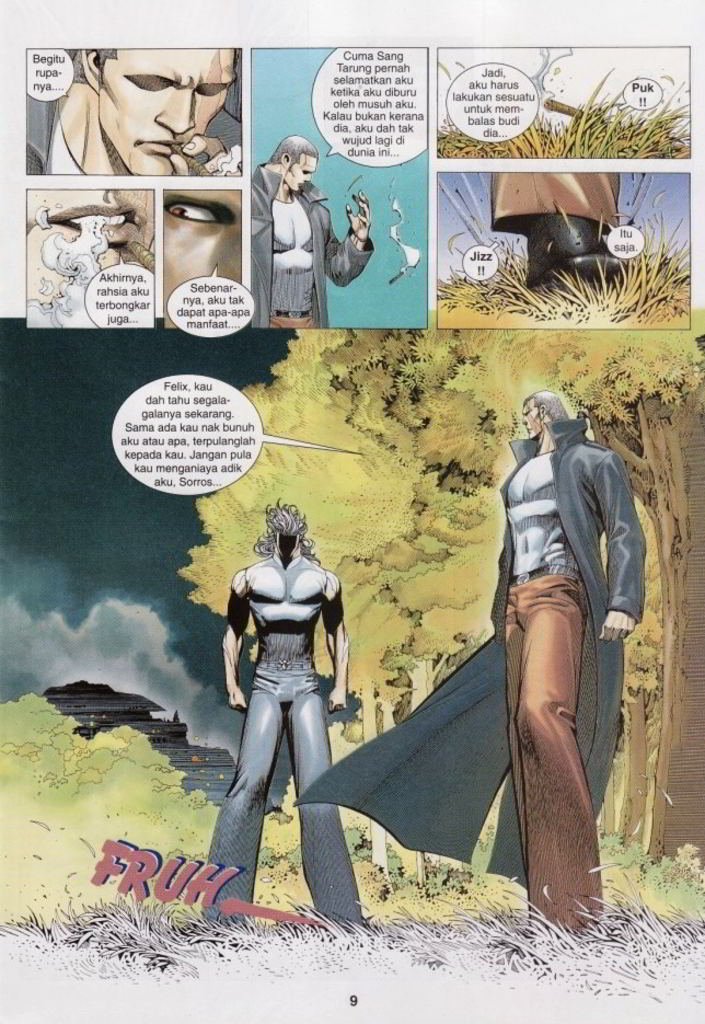 Begitu
rupa-
nya....
Akhirnya,
rahsia aku
terbongkar
juga...
Sebenar-
nya, aku tak
dapat apa-apa
manfaat....
Cuma Sang
Tarung pernah
selamatkan aku
ketika aku diburu
oleh musuh aku.
Kalau bukan kerana
dia, aku dah tak
wujud lagi di
dunia ini...
Jadi,
aku harus
lakukan sesuatu
untuk mem-
balas budi
dia...
Puk
!!
Jizz
!!
Itu
saja.
Felix, kau
dah tahu segala-
galanya sekarang.
Sama ada kau nak bunuh
aku atau apa, terpulanglah
kepada kau. Jangan pula
kau menganiaya adik
aku, Sorros...
FRUH
9